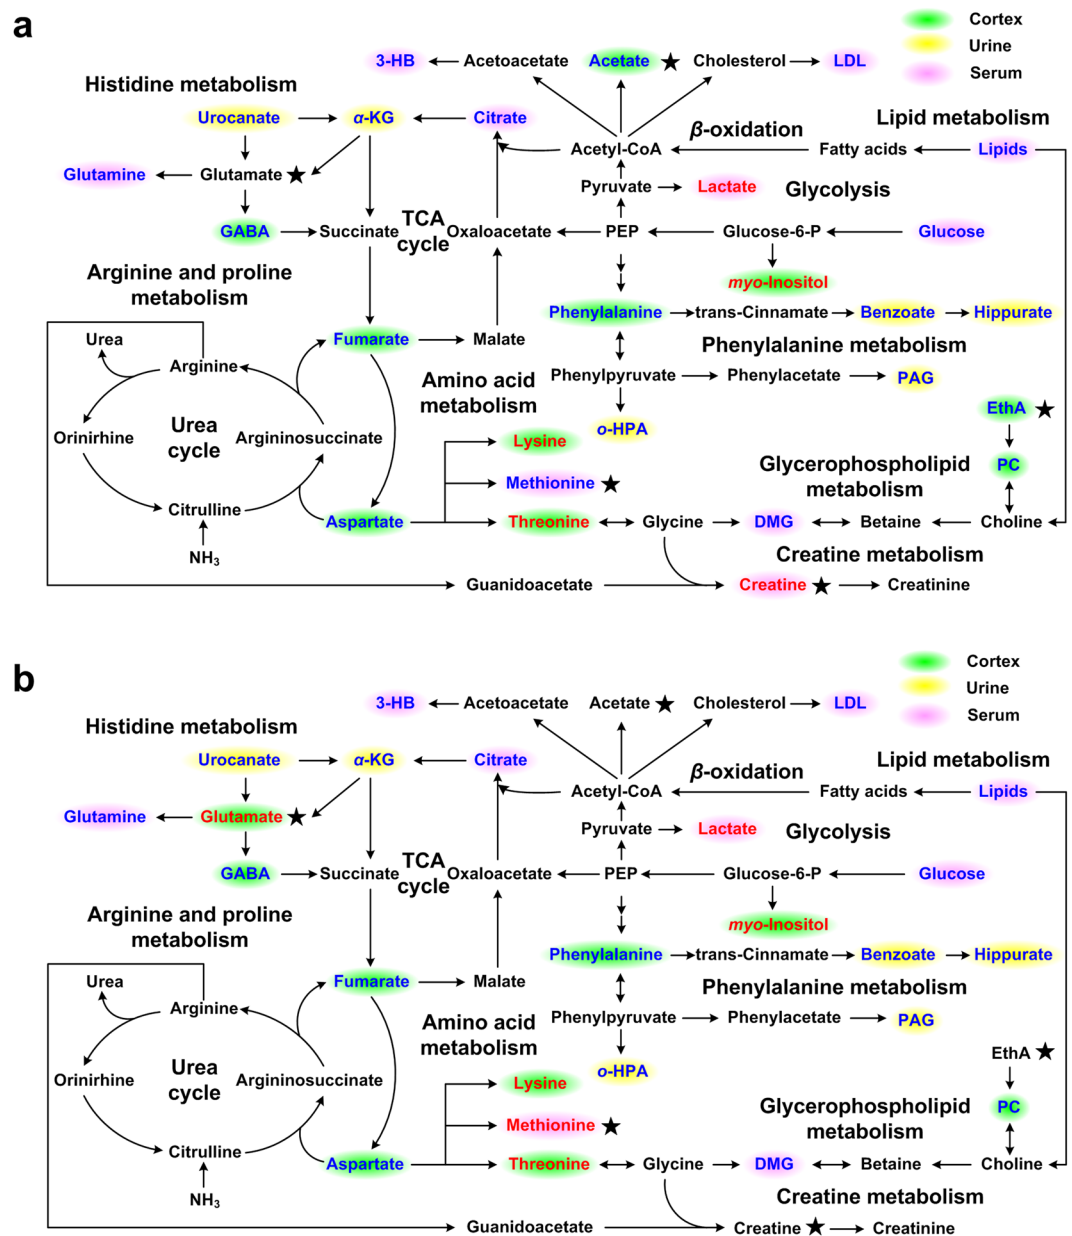 a
Cortex
Urine
Serum
3-HB
Acetoacetate
Acetate ★
Cholesterol
LDL
Histidine metabolism
Urocanate
α-KG
Citrate
β-oxidation
Lipid metabolism
Acetyl-CoA
Fatty acids
Lipids
Glutamine
Glutamate ★
Pyruvate
Lactate
Glycolysis
GABA
Succinate
TCA
cycle
Oxaloacetate
PEP
Glucose-6-P
Glucose
Arginine and proline
metabolism
myo-Inositol
Phenylalanine
trans-Cinnamate
Benzoate
Hippurate
Urea
Fumarate
Malate
Phenylalanine metabolism
Arginine
Amino acid
metabolism
Phenylpyruvate
Phenylacetate
PAG
EthA ★
Orinirhine
Urea
cycle
Argininosuccinate
o-HPA
Lysine
Glycerophospholipid
metabolism
PC
Methionine ★
Citrulline
Aspartate
Threonine
Glycine
DMG
Betaine
Choline
NH3
Creatine metabolism
Guanidoacetate
Creatine ★
Creatinine
b
Cortex
Urine
Serum
3-HB
Acetoacetate
Acetate ★
Cholesterol
LDL
Histidine metabolism
Urocanate
α-KG
Citrate
β-oxidation
Lipid metabolism
Acetyl-CoA
Fatty acids
Lipids
Glutamine
Glutamate ★
Pyruvate
Lactate
Glycolysis
GABA
Succinate
TCA
cycle
Oxaloacetate
PEP
Glucose-6-P
Glucose
Arginine and proline
metabolism
myo-Inositol
Phenylalanine
trans-Cinnamate
Benzoate
Hippurate
Urea
Fumarate
Malate
Phenylalanine metabolism
Arginine
Amino acid
metabolism
Phenylpyruvate
Phenylacetate
PAG
EthA ★
Orinirhine
Urea
cycle
Argininosuccinate
o-HPA
Lysine
Glycerophospholipid
metabolism
PC
Methionine ★
Citrulline
Aspartate
Threonine
Glycine
DMG
Betaine
Choline
NH3
Creatine metabolism
Guanidoacetate
Creatine ★
Creatinine